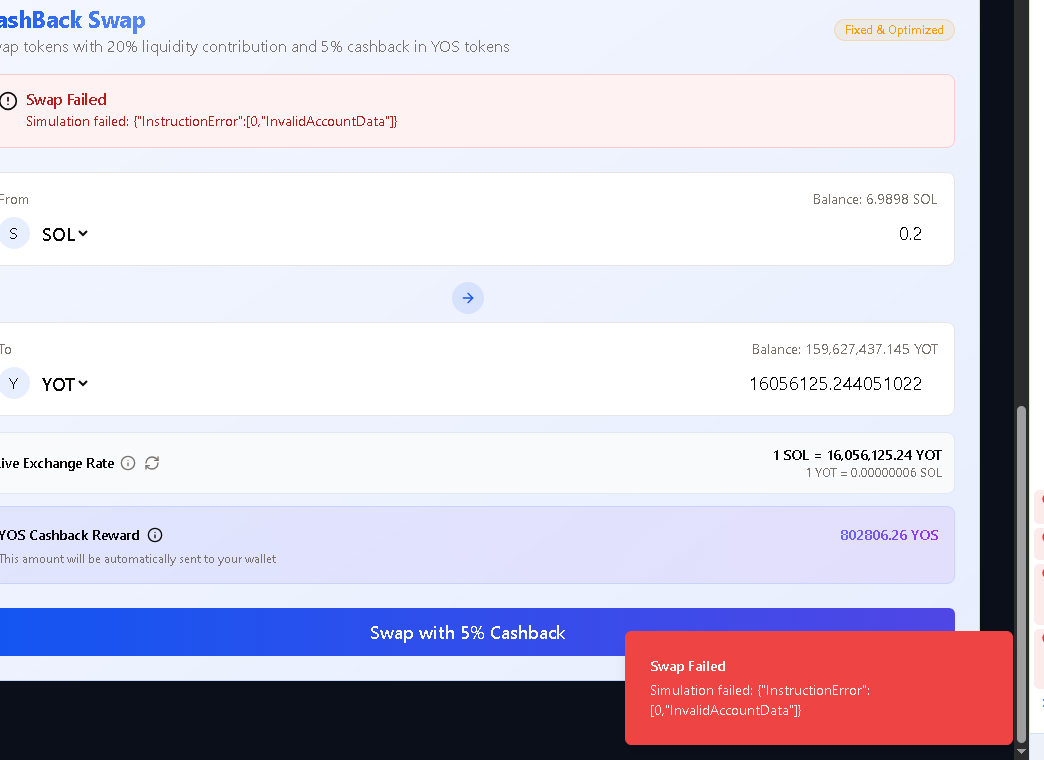 ashBack Swap
vap tokens with 20% liquidity contribution and 5% cashback in YOS tokens
Fixed & Optimized
Swap Failed
Simulation failed: {"InstructionError":[0,"InvalidAccountData"]}
From
Balance: 6.9898 SOL
S
SOL
0.2
To
Balance: 159,627,437.145 YOT
Y
YOT
16056125.244051022
ive Exchange Rate
1 SOL = 16,056,125.24 YOT
1 YOT = 0.00000006 SOL
YOS Cashback Reward
802806.26 YOS
This amount will be automatically sent to your wallet
Swap with 5% Cashback
Swap Failed
Simulation failed: {"InstructionError":
[0,"InvalidAccountData"]}